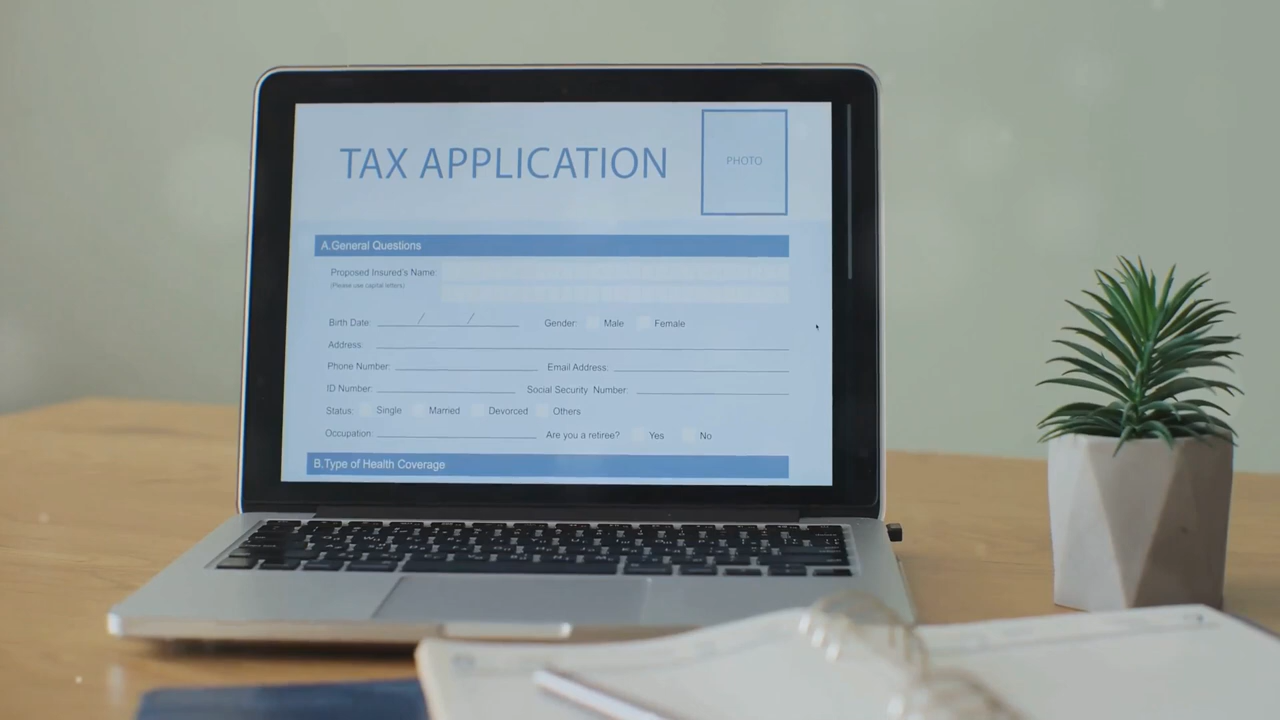 TAX APPLICATION
PHOTO
A.General Questions
Proposed Insured's Name:
(Please use capital letters)
Birth Date: / / Gender: Male Female
Address:
Phone Number: Email Address:
ID Number: Social Security Number:
Status: Single Married Devorced Others
Occupation: Are you a retiree? Yes No
B.Type of Health Coverage